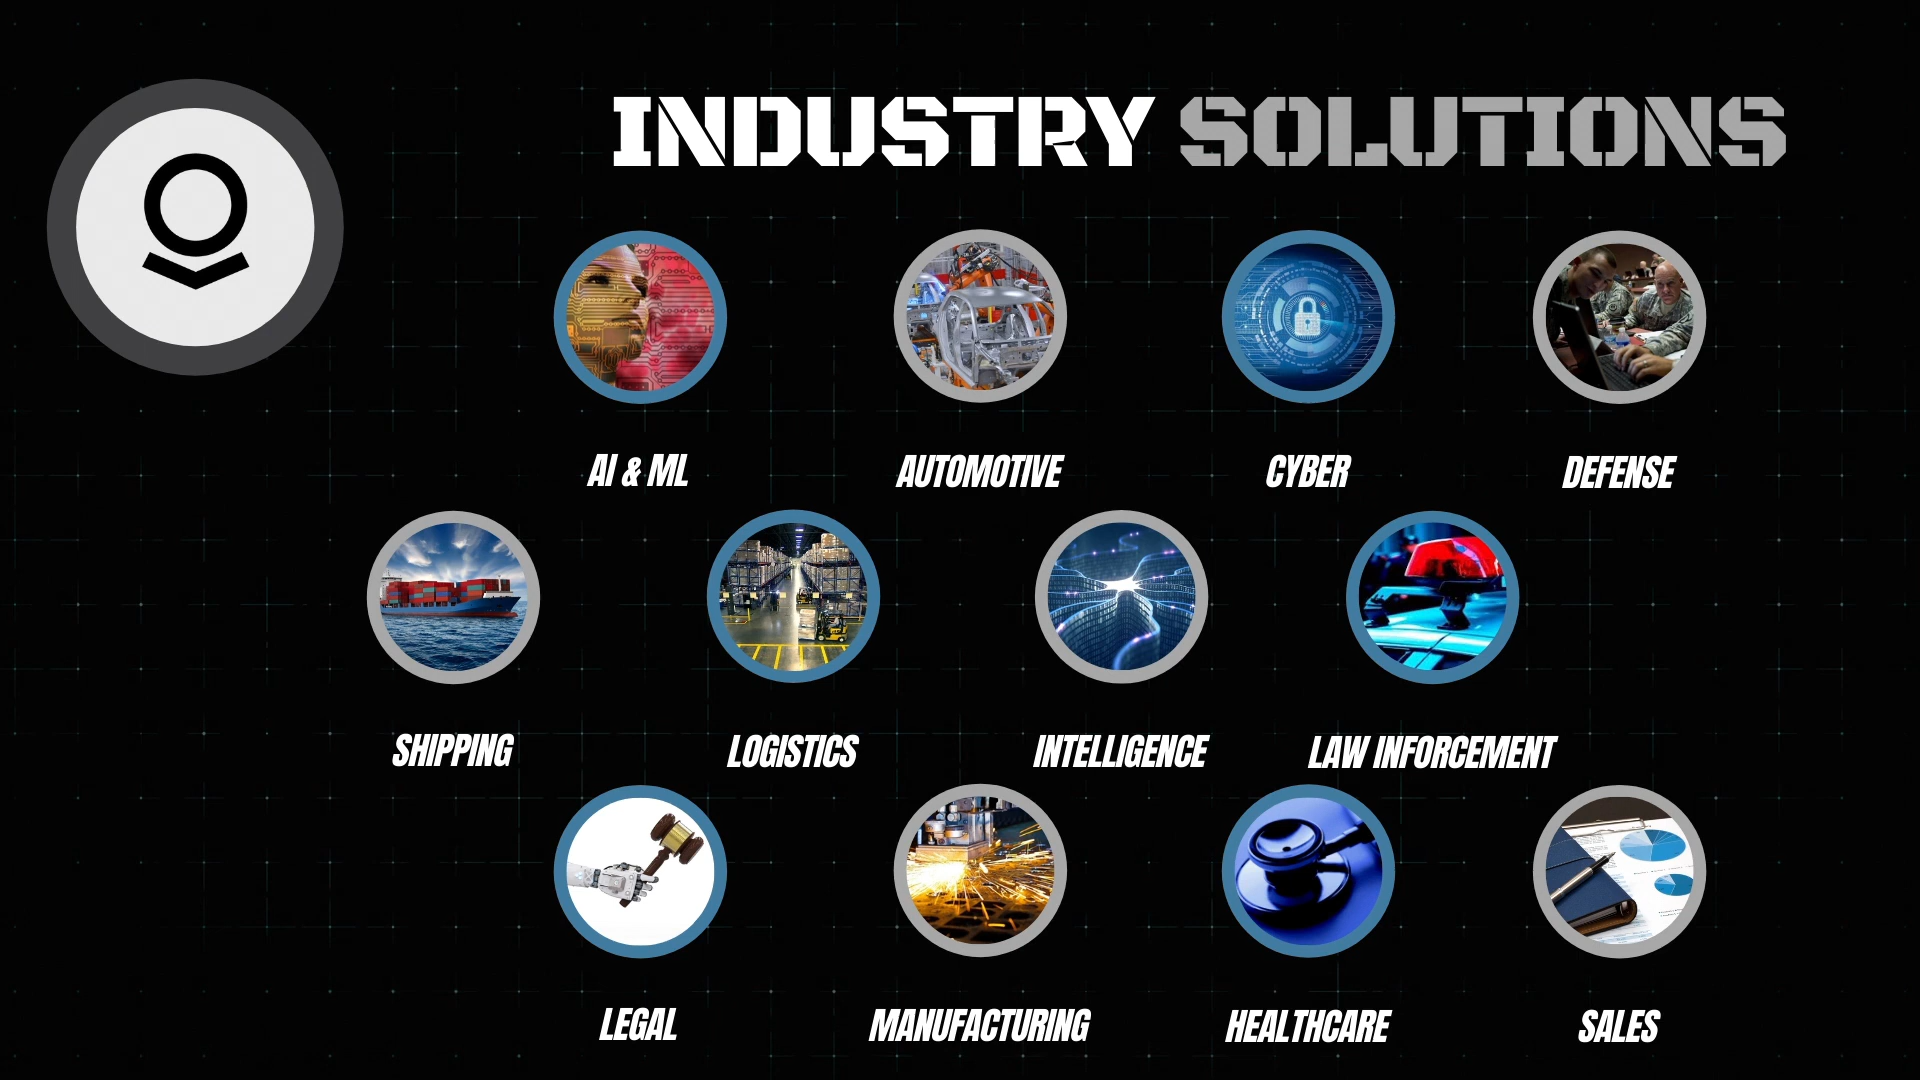 INDUSTRY SOLUTIONS
AI & ML
AUTOMOTIVE
CYBER
DEFENSE
SHIPPING
LOGISTICS
INTELLIGENCE
LAW INFORCEMENT
LEGAL
MANUFACTURING
HEALTHCARE
SALES